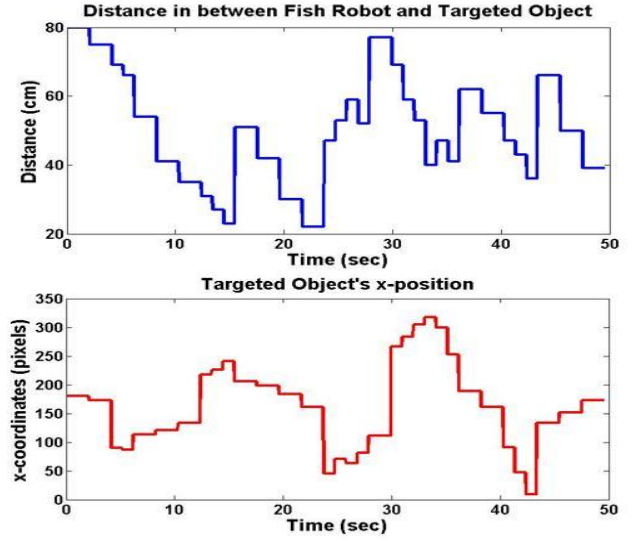 Distance in between Fish Robot and Targeted Object
Distance (cm)
80
60
40
20
0 10 20 30 40 50
Time (sec)
Targeted Object's x-position
x-coordinates (pixels)
350
300
250
200
150
100
50
0
0 10 20 30 40 50
Time (sec)